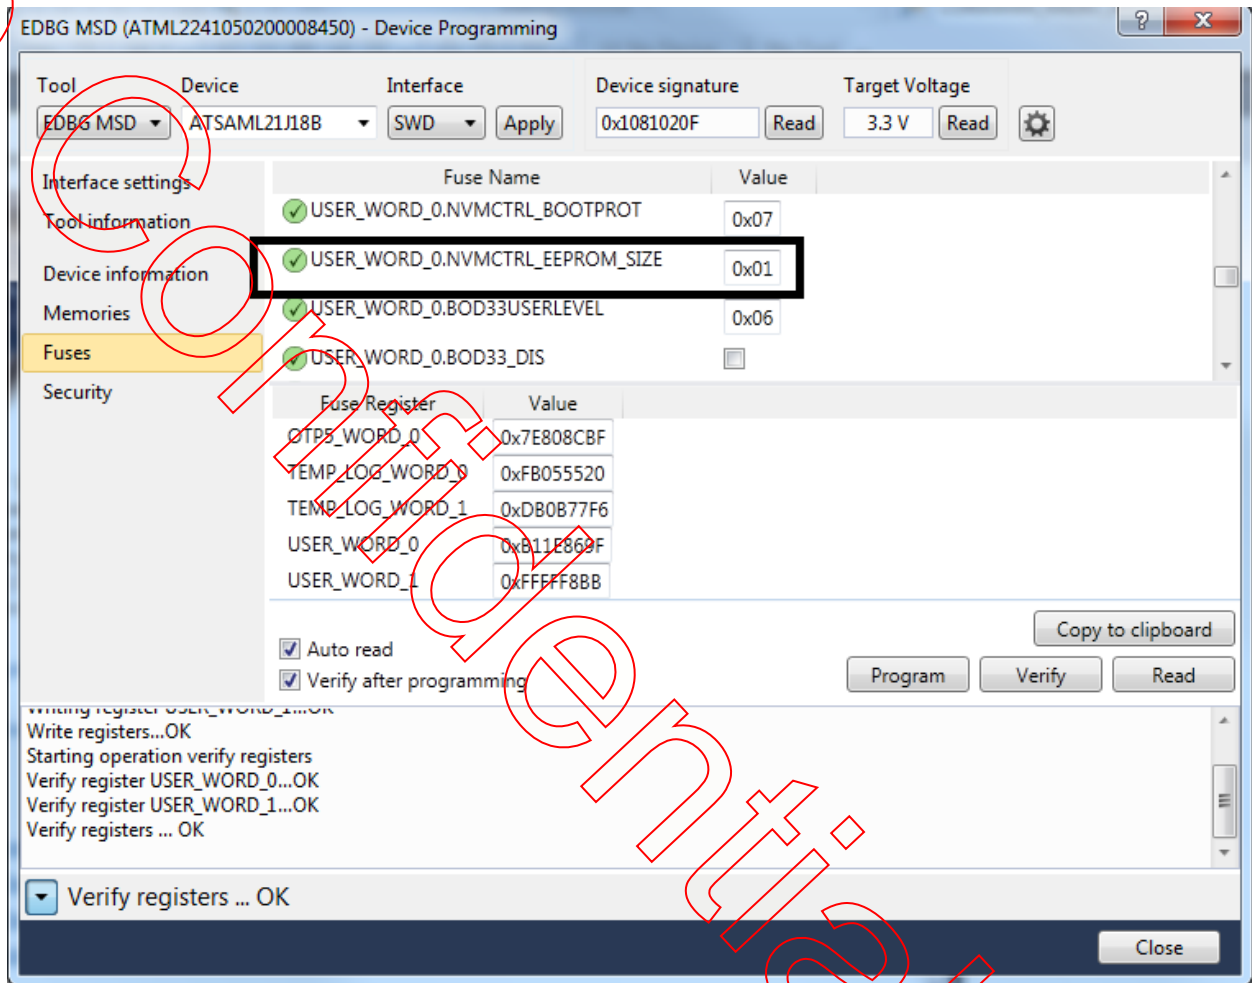 EDBG MSD (ATML2241050200008450) - Device Programming
Tool Device Interface Device signature Target Voltage
EDBG MSD ATSAML21J18B SWD Apply 0x1081020F Read 3.3 V Read
Interface settings
Tool information
Device information
Memories
Fuses
Security
Fuse Name Value
USER_WORD_0.NVMCTRL_BOOTPROT 0x07
USER_WORD_0.NVMCTRL_EEPROM_SIZE 0x01
USER_WORD_0.BOD33USERLEVEL 0x06
USER_WORD_0.BOD33_DIS
Fuse Register Value
OTP5_WORD_0 0x7E808CBF
TEMP_LOG_WORD_0 0xFB055520
TEMP_LOG_WORD_1 0xDB0B77F6
USER_WORD_0 0xB11E869F
USER_WORD_1 0xFFFFF8BB
Auto read
Verify after programming
Copy to clipboard
Program Verify Read
Writing register USER_WORD_1...OK
Write registers...OK
Starting operation verify registers
Verify register USER_WORD_0...OK
Verify register USER_WORD_1...OK
Verify registers ... OK
Verify registers ... OK
Close
Confidential